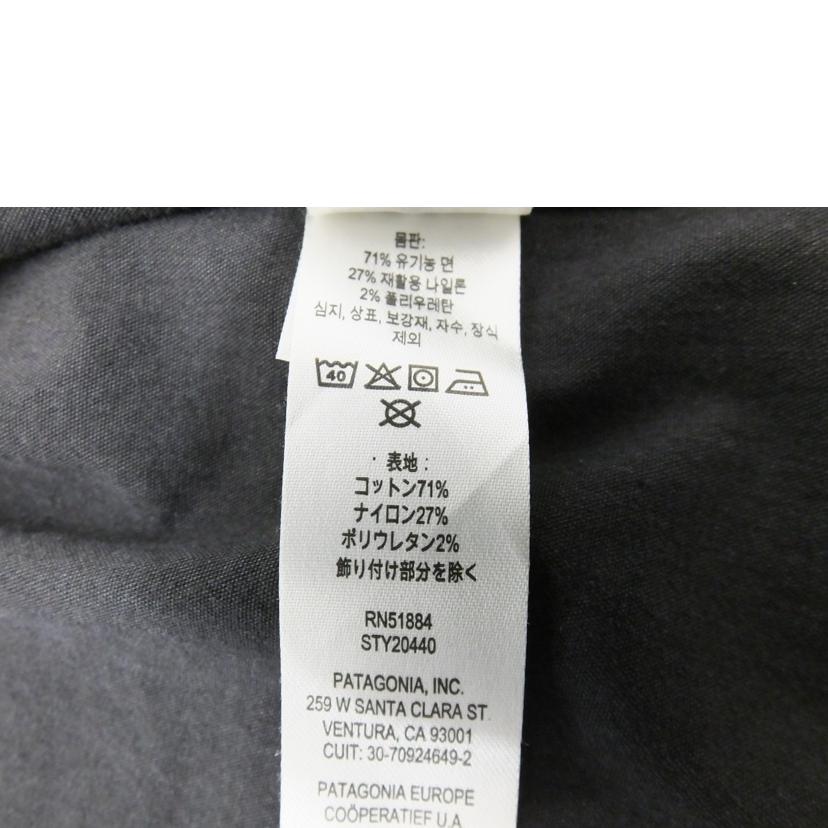 몸판:
71% 유기농 면
27% 재활용 나일론
2% 폴리우레탄
심지, 상표, 보강재, 자수, 장식
제외
40
・表地：
コットン71%
ナイロン27%
ポリウレタン2%
飾り付け部分を除く
RN51884
STY20440
PATAGONIA, INC.
259 W SANTA CLARA ST.
VENTURA, CA 93001
CUIT: 30-70924649-2
PATAGONIA EUROPE
COÖPERATIEF U.A